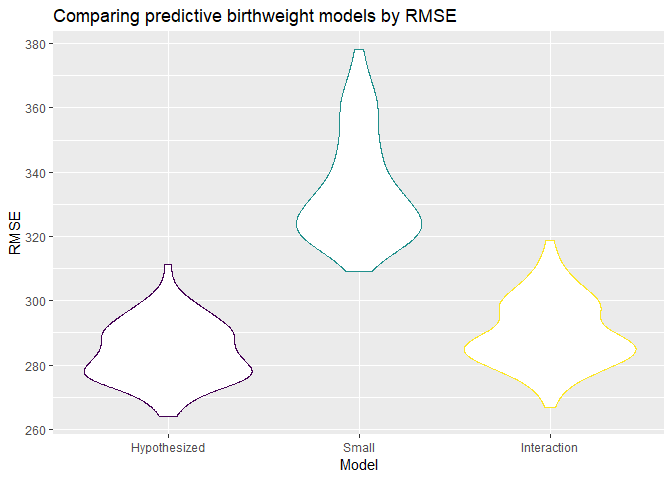 Comparing predictive birthweight models by RMSE
380
360
340
320
300
280
260
RMSE
Hypothesized
Small
Interaction
Model